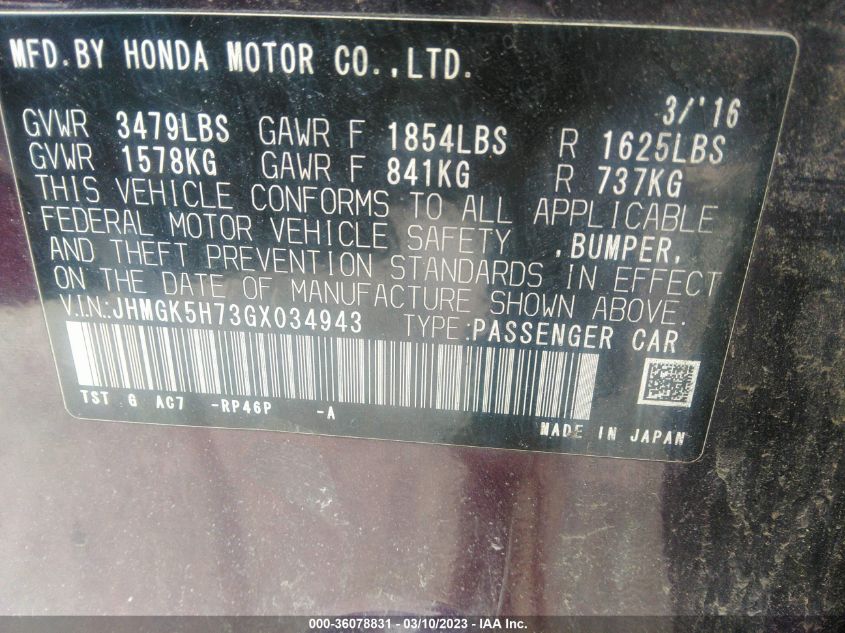 MFD.BY HONDA MOTOR CO.,LTD.
3/'16
GVWR 3479LBS GAWR F 1854LBS R 1625LBS
GVWR 1578KG GAWR F 841KG R 737KG
THIS VEHICLE CONFORMS TO ALL APPLICABLE
FEDERAL MOTOR VEHICLE SAFETY ,BUMPER,
AND THEFT PREVENTION STANDARDS IN EFFECT
ON THE DATE OF MANUFACTURE SHOWN ABOVE.
V.I.N.:JHMGK5H73GX034943 TYPE:PASSENGER CAR
TST G AC7 -RP46P -A
MADE IN JAPAN
000-36078831 — 03/10/2023 — IAA Inc.